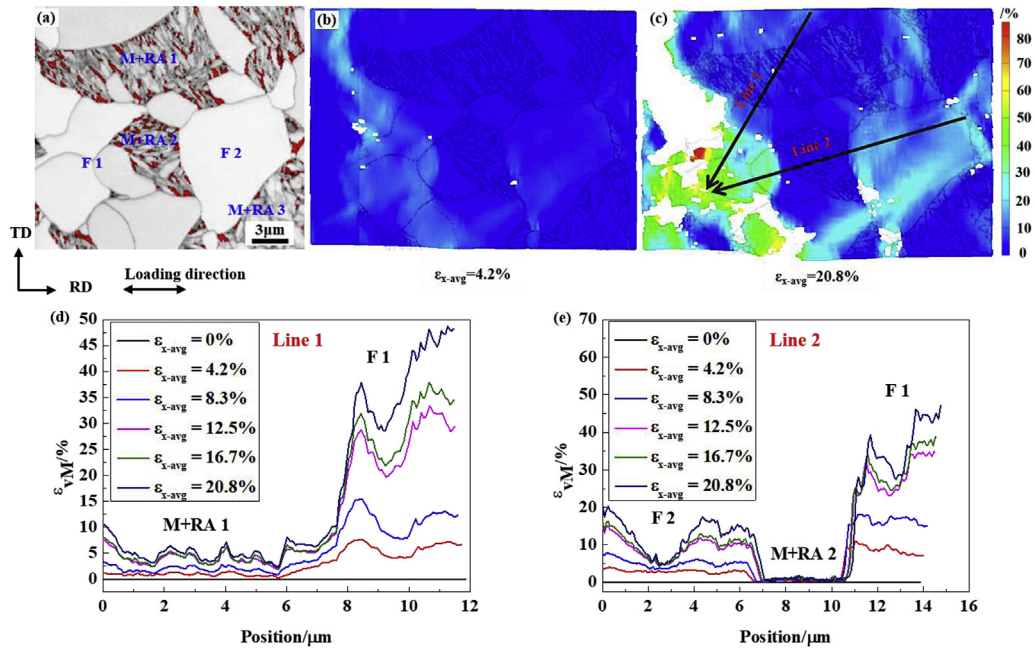 (a)
M+RA 1
M+RA 2
F 1
F 2
M+RA 3
3μm
TD
RD
Loading direction
(b)
εx-avg=4.2%
(c)
Line 1
Line 2
εx-avg=20.8%
/%
80
70
60
50
40
30
20
10
0
(d)
Line 1
εx-avg = 0%
εx-avg = 4.2%
εx-avg = 8.3%
εx-avg = 12.5%
εx-avg = 16.7%
εx-avg = 20.8%
F 1
M+RA 1
εvM/%
50
45
40
35
30
25
20
15
10
5
0
0 2 4 6 8 10 12
Position/μm
(e)
Line 2
εx-avg = 0%
εx-avg = 4.2%
εx-avg = 8.3%
εx-avg = 12.5%
εx-avg = 16.7%
εx-avg = 20.8%
F 1
F 2
M+RA 2
εvM/%
70
60
50
40
30
20
10
0
0 2 4 6 8 10 12 14 16
Position/μm